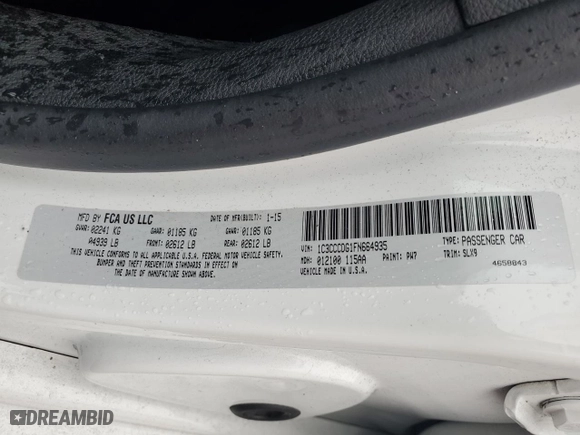 MFD BY FCA US LLC
DATE OF MFR(BUILT): 1-15
GVWR: 02241 KG
GAWR: 01185 KG
GAWR: 01185 KG
A4939 LB
FRONT: 02612 LB
REAR: 02612 LB
THIS VEHICLE CONFORMS TO ALL APPLICABLE U.S.A. FEDERAL MOTOR VEHICLE SAFETY,
BUMPER AND THEFT PREVENTION STANDARDS IN EFFECT ON
THE DATE OF MANUFACTURE SHOWN ABOVE.
VIN: 1C3CCCDG1FN664935
TYPE: PASSENGER CAR
MDH: 012100 115AA
PAINT: PW7
TRIM: SLX9
VEHICLE MADE IN U.S.A.
4658843
DREAMBID